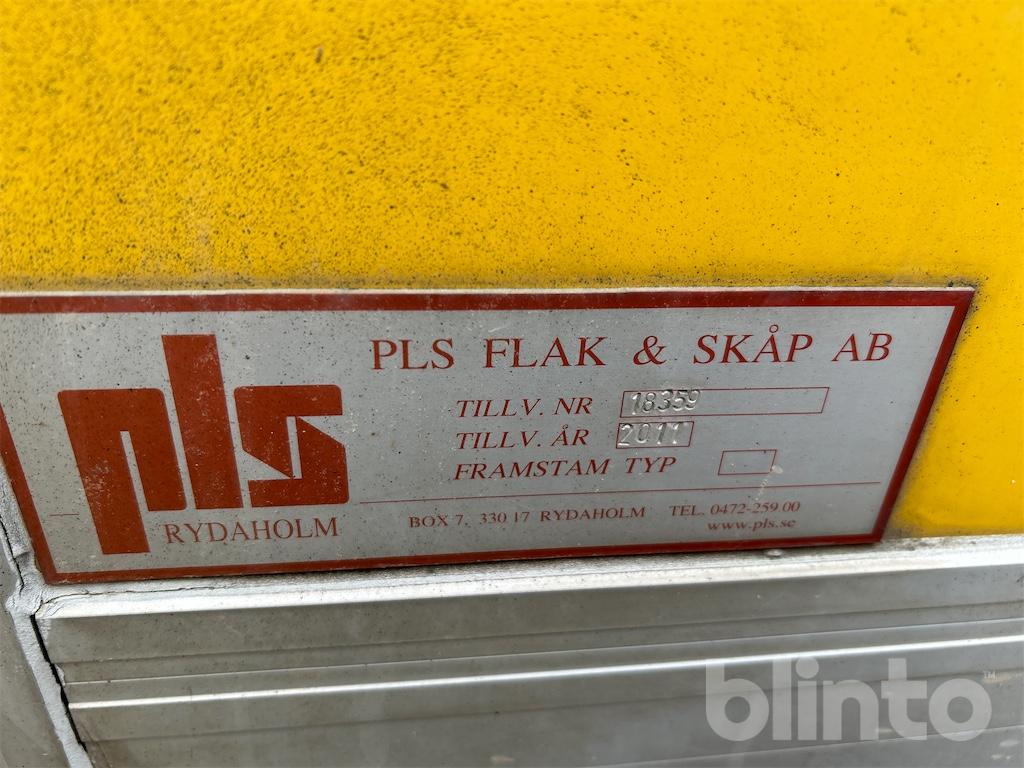 pls
RYDAHOLM
PLS FLAK & SKÅP AB
TILLV. NR 18359
TILLV. ÅR 2011
FRAMSTAM TYP
BOX 7, 330 17 RYDAHOLM TEL. 0472-259 00
www.pls.se
blinto™